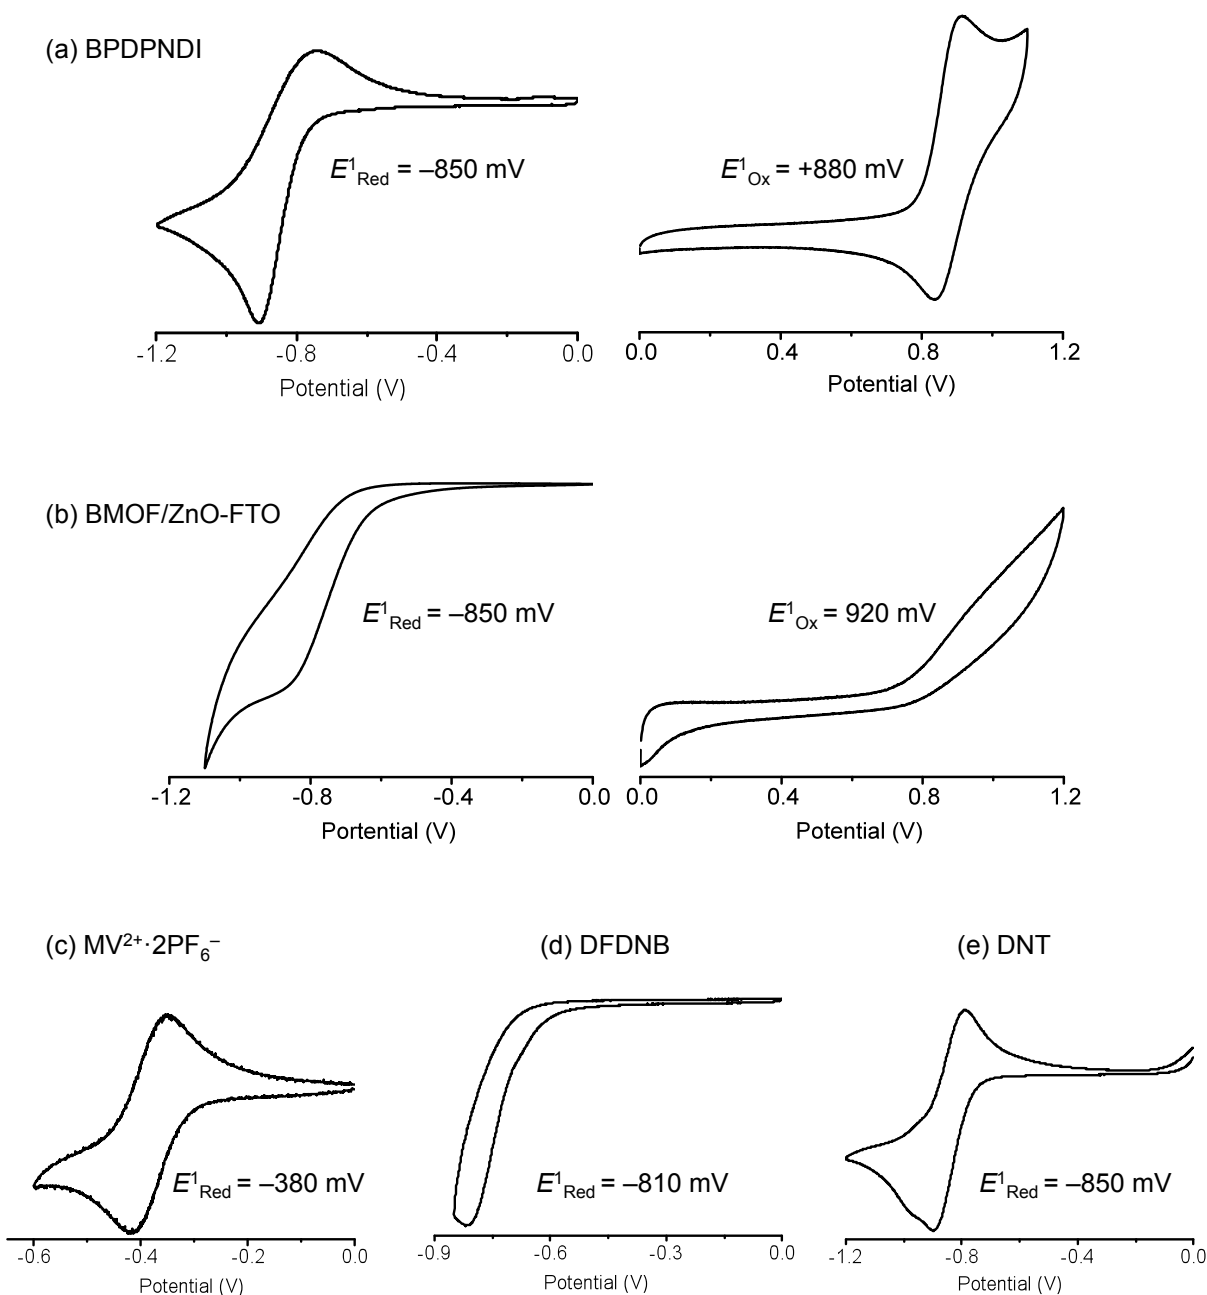 (a) BPDPNDI
E¹Red = –850 mV
E¹Ox = +880 mV
-1.2 -0.8 -0.4 0.0
0.0 0.4 0.8 1.2
Potential (V)
Potential (V)
(b) BMOF/ZnO-FTO
E¹Red = –850 mV
E¹Ox = 920 mV
-1.2 -0.8 -0.4 0.0
0.0 0.4 0.8 1.2
Portential (V)
Potential (V)
(c) MV²⁺·2PF₆⁻
(d) DFDNB
(e) DNT
E¹Red = –380 mV
E¹Red = –810 mV
E¹Red = –850 mV
-0.6 -0.4 -0.2 0.0
-0.9 -0.6 -0.3 0.0
-1.2 -0.8 -0.4 0.0
Potential (V)
Potential (V)
Potential (V)